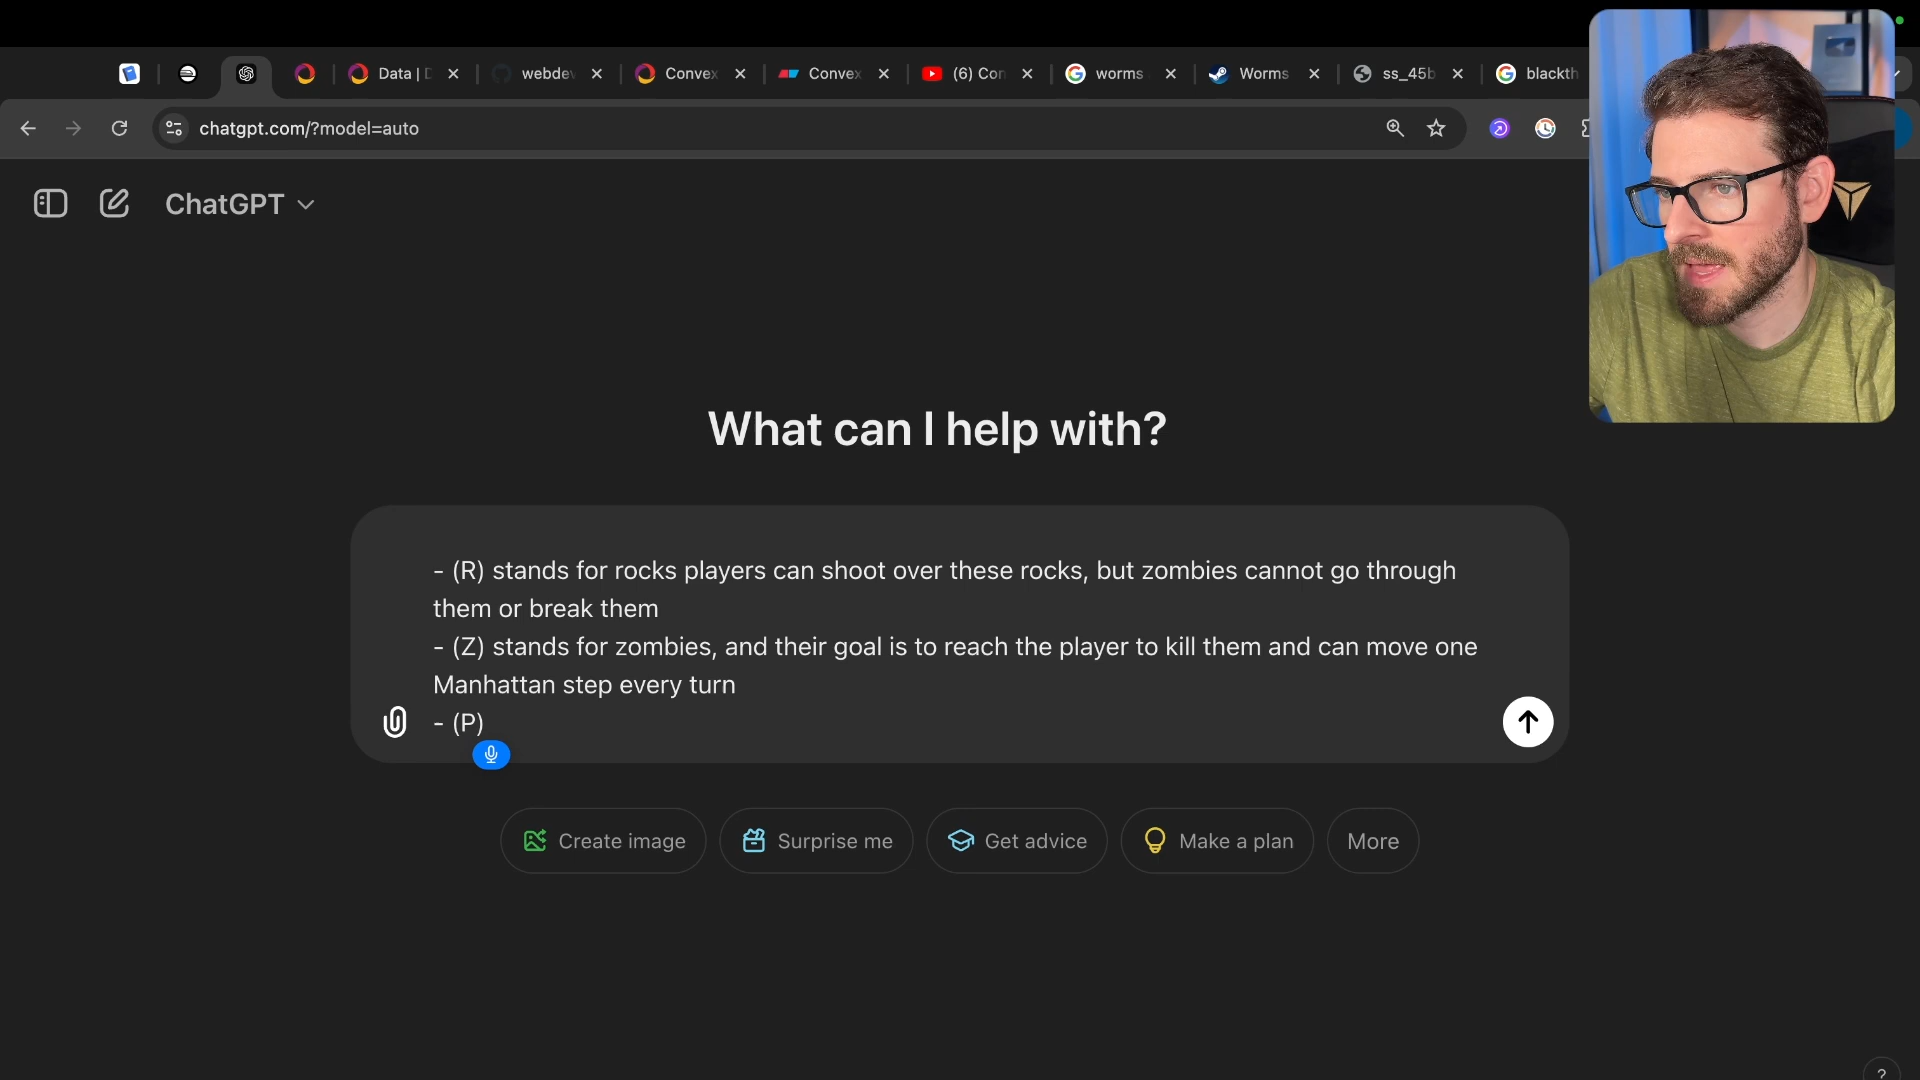 Data |
webdev
Convex
Convex
(6) Con
worms
Worms
ss_45b
blackth
chatgpt.com/?model=auto
ChatGPT
What can I help with?
- (R) stands for rocks players can shoot over these rocks, but zombies cannot go through
them or break them
- (Z) stands for zombies, and their goal is to reach the player to kill them and can move one
Manhattan step every turn
- (P)
Create image
Surprise me
Get advice
Make a plan
More
?